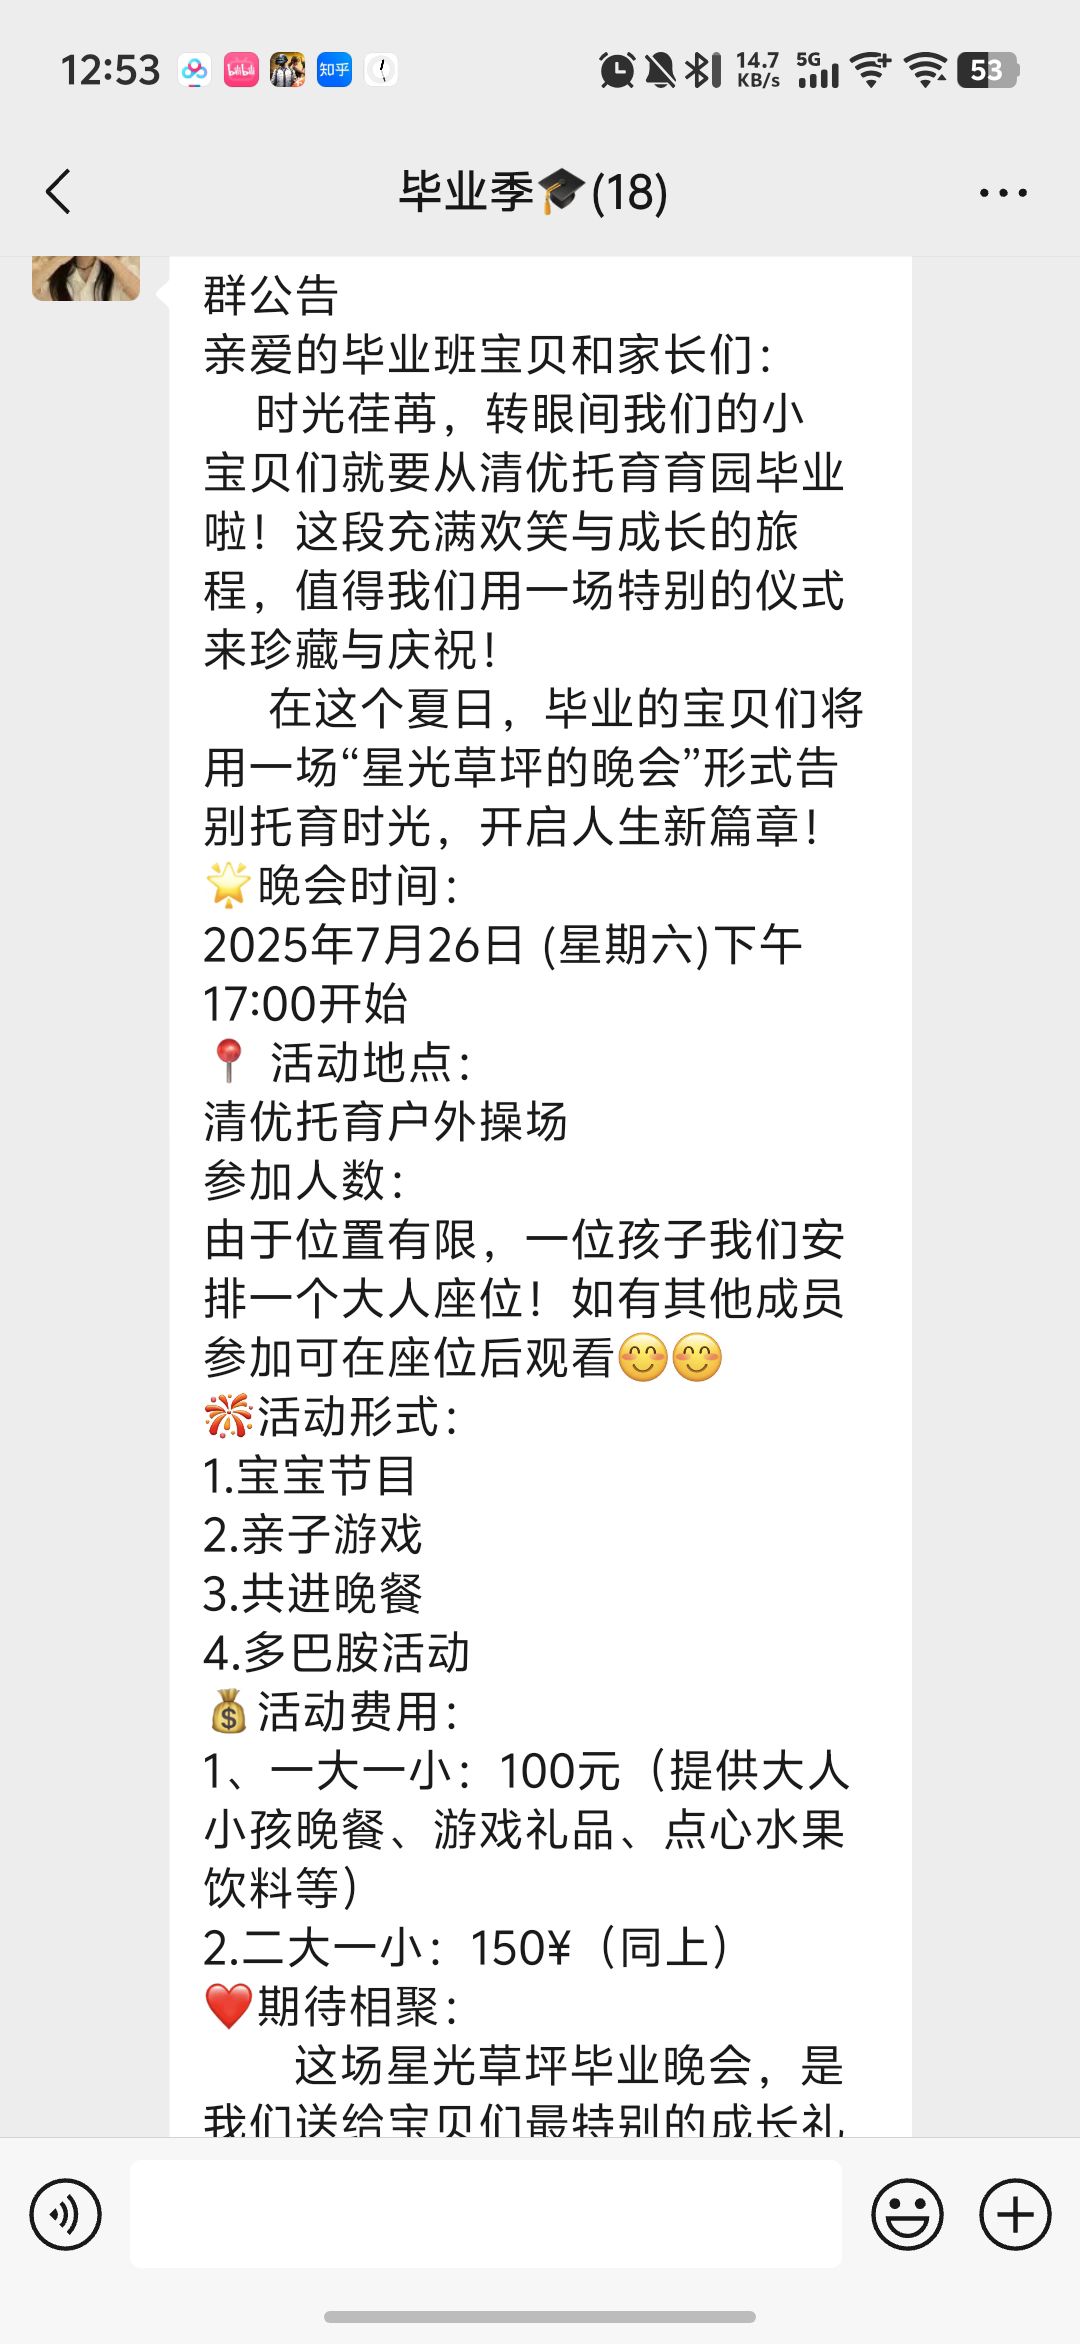 12:53
bilibili
知乎
14.7
KB/s
5G
53
毕业季🎓(18)
群公告
亲爱的毕业班宝贝和家长们：
时光荏苒，转眼间我们的小
宝贝们就要从清优托育育园毕业
啦！这段充满欢笑与成长的旅
程，值得我们用一场特别的仪式
来珍藏与庆祝！
在这个夏日，毕业的宝贝们将
用一场“星光草坪的晚会”形式告
别托育时光，开启人生新篇章！
🌟晚会时间：
2025年7月26日 (星期六)下午
17:00开始
📍 活动地点：
清优托育户外操场
参加人数：
由于位置有限，一位孩子我们安
排一个大人座位！如有其他成员
参加可在座位后观看😊😊
🎊活动形式：
1.宝宝节目
2.亲子游戏
3.共进晚餐
4.多巴胺活动
💰活动费用：
1、一大一小：100元（提供大人
小孩晚餐、游戏礼品、点心水果
饮料等）
2.二大一小：150¥（同上）
❤️期待相聚：
这场星光草坪毕业晚会，是
我们送给宝贝们最特别的成长礼